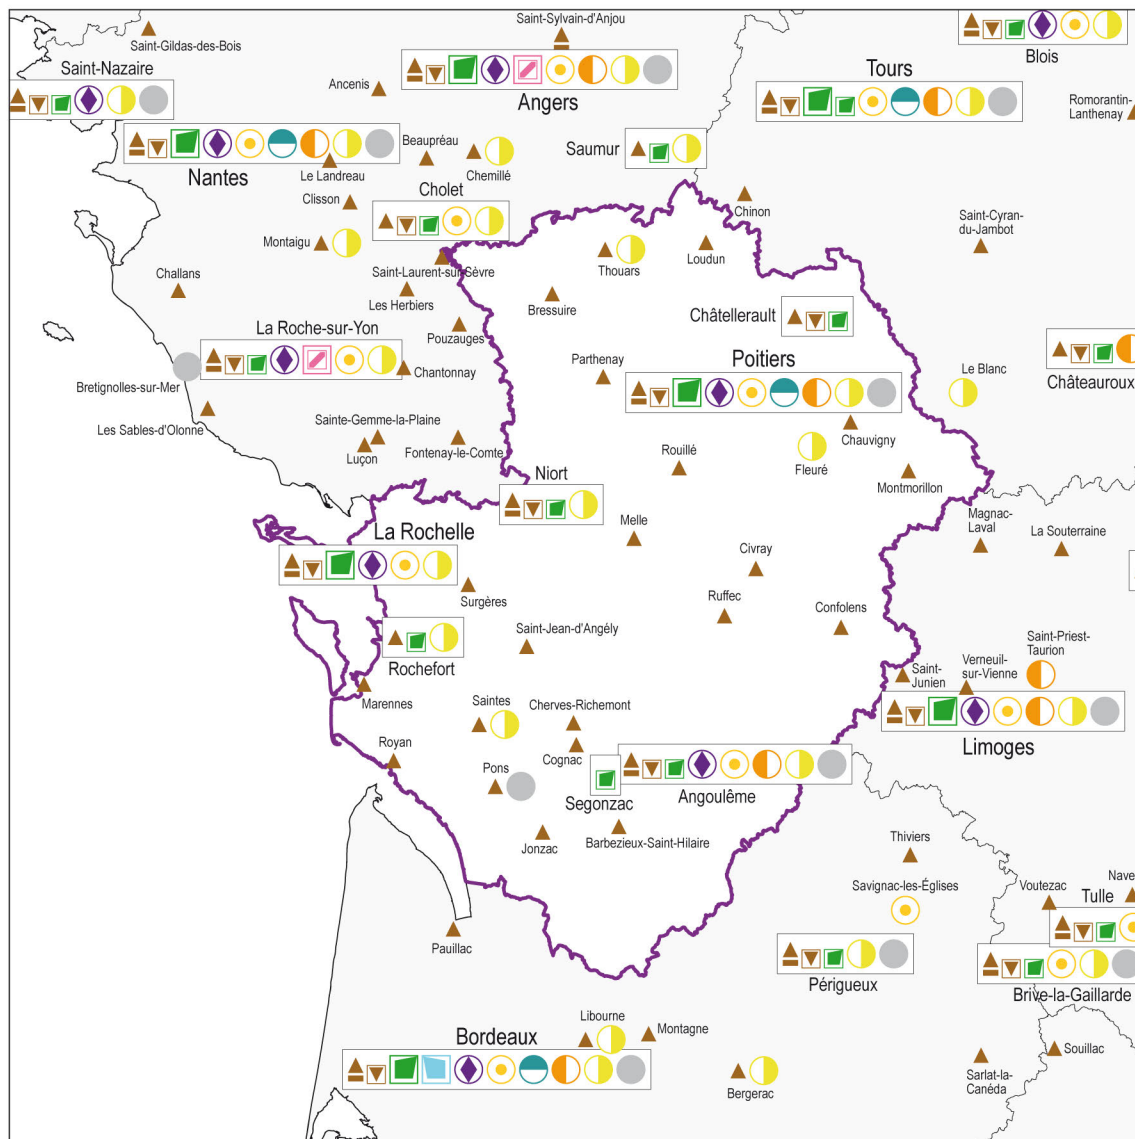 Saint-Sylvain-d'Anjou
Saint-Gildas-des-Bois
Blois
Saint-Nazaire
Ancenis
Angers
Tours
Romorantin-
Lanthenay
Nantes
Le Landreau
Beaupréau
Chemillé
Saumur
Cholet
Clisson
Chinon
Saint-Cyran-
du-Jambot
Montaigu
Saint-Laurent-sur-Sèvre
Thouars
Loudun
Challans
Les Herbiers
Bressuire
Châtellerault
Pouzauges
La Roche-sur-Yon
Parthenay
Poitiers
Le Blanc
Châteauroux
Bretignolles-sur-Mer
Chantonnay
Les Sables-d'Olonne
Sainte-Gemme-la-Plaine
Luçon
Fontenay-le-Comte
Chauvigny
Rouillé
Fleuré
Montmorillon
Niort
Magnac-
Laval
La Souterraine
La Rochelle
Melle
Civray
Surgères
Ruffec
Confolens
Saint-Jean-d'Angély
Rochefort
Saint-Priest-
Taurion
Saint-
Junien
Verneuil-
sur-Vienne
Marennes
Saintes
Cherves-Richemont
Limoges
Royan
Cognac
Pons
Segonzac
Angoulême
Jonzac
Barbezieux-Saint-Hilaire
Thiviers
Savignac-les-Églises
Voutezac
Nave
Tulle
Pauillac
Périgueux
Brive-la-Gaillarde
Libourne
Montagne
Bordeaux
Souillac
Bergerac
Sarlat-la-
Canéda